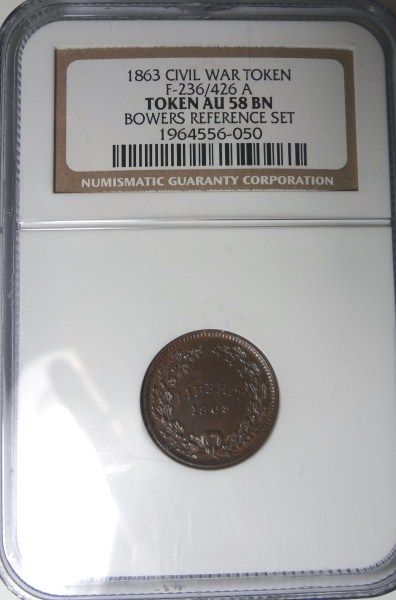 1863 CIVIL WAR TOKEN
F-236/426 A
TOKEN AU 58 BN
BOWERS REFERENCE SET
1964556-050
NUMISMATIC GUARANTY CORPORATION
LIBERTY
1863